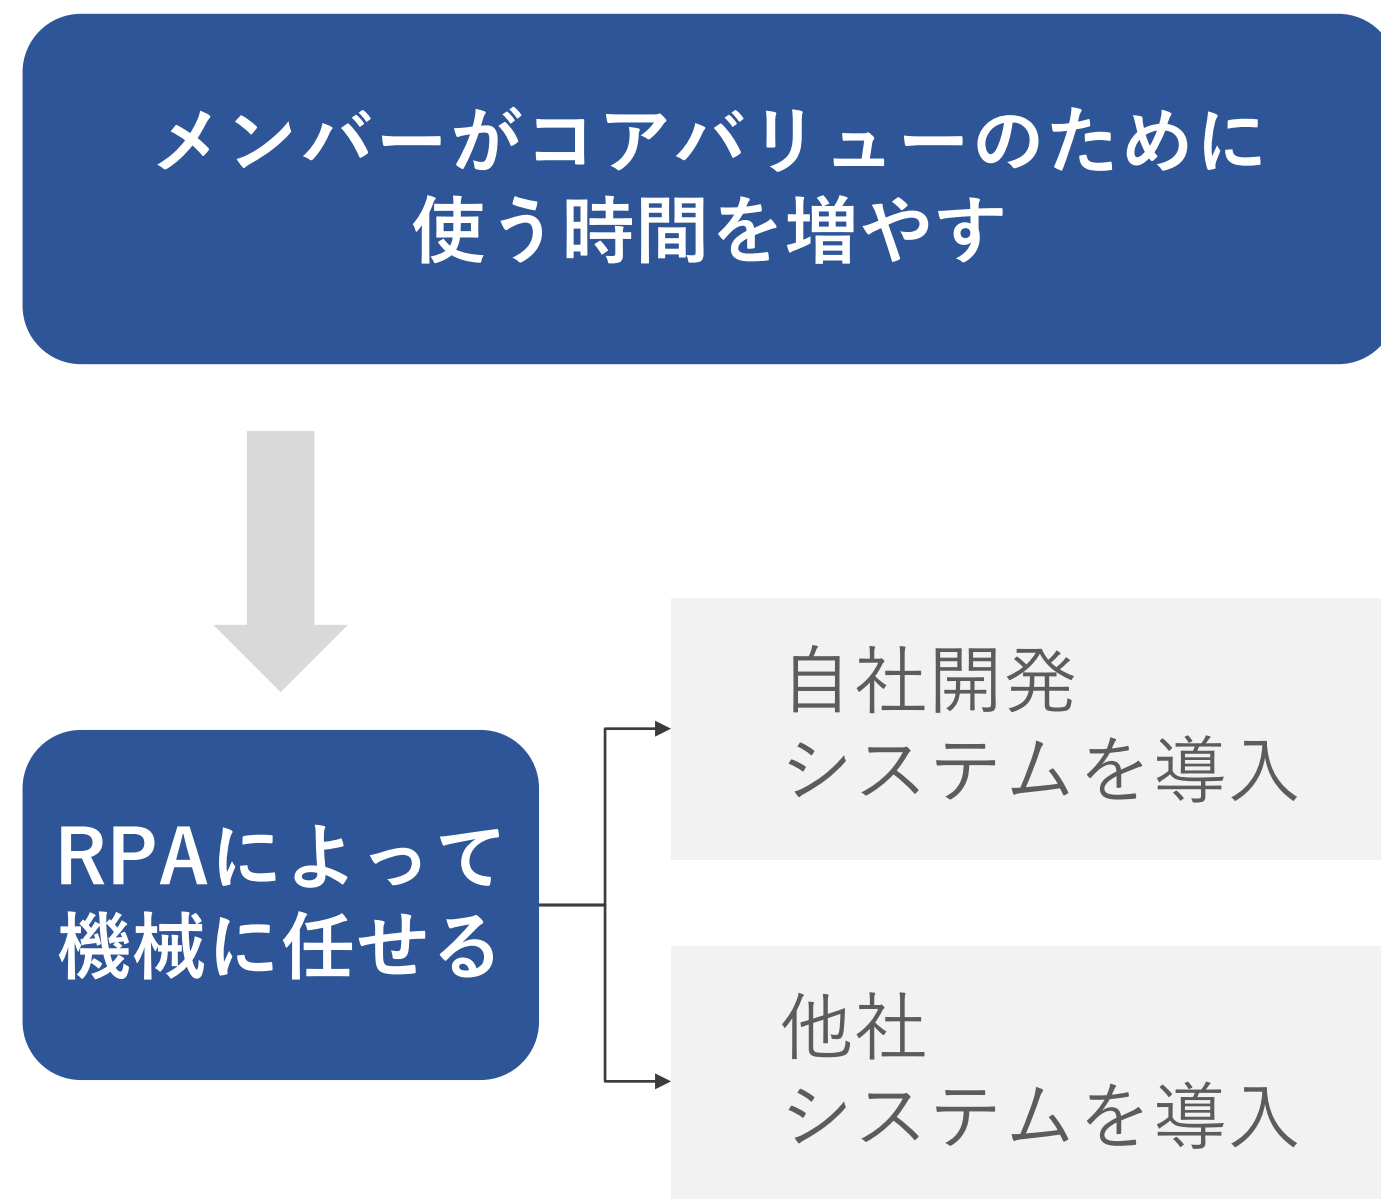 メンバーがコアバリューのために
使う時間を増やす
RPAによって
機械に任せる
自社開発
システムを導入
他社
システムを導入